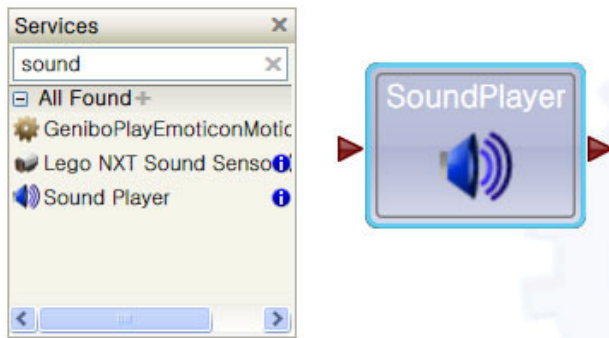 Services
sound
All Found
GeniboPlayEmoticonMotic
Lego NXT Sound Senso
Sound Player
SoundPlayer